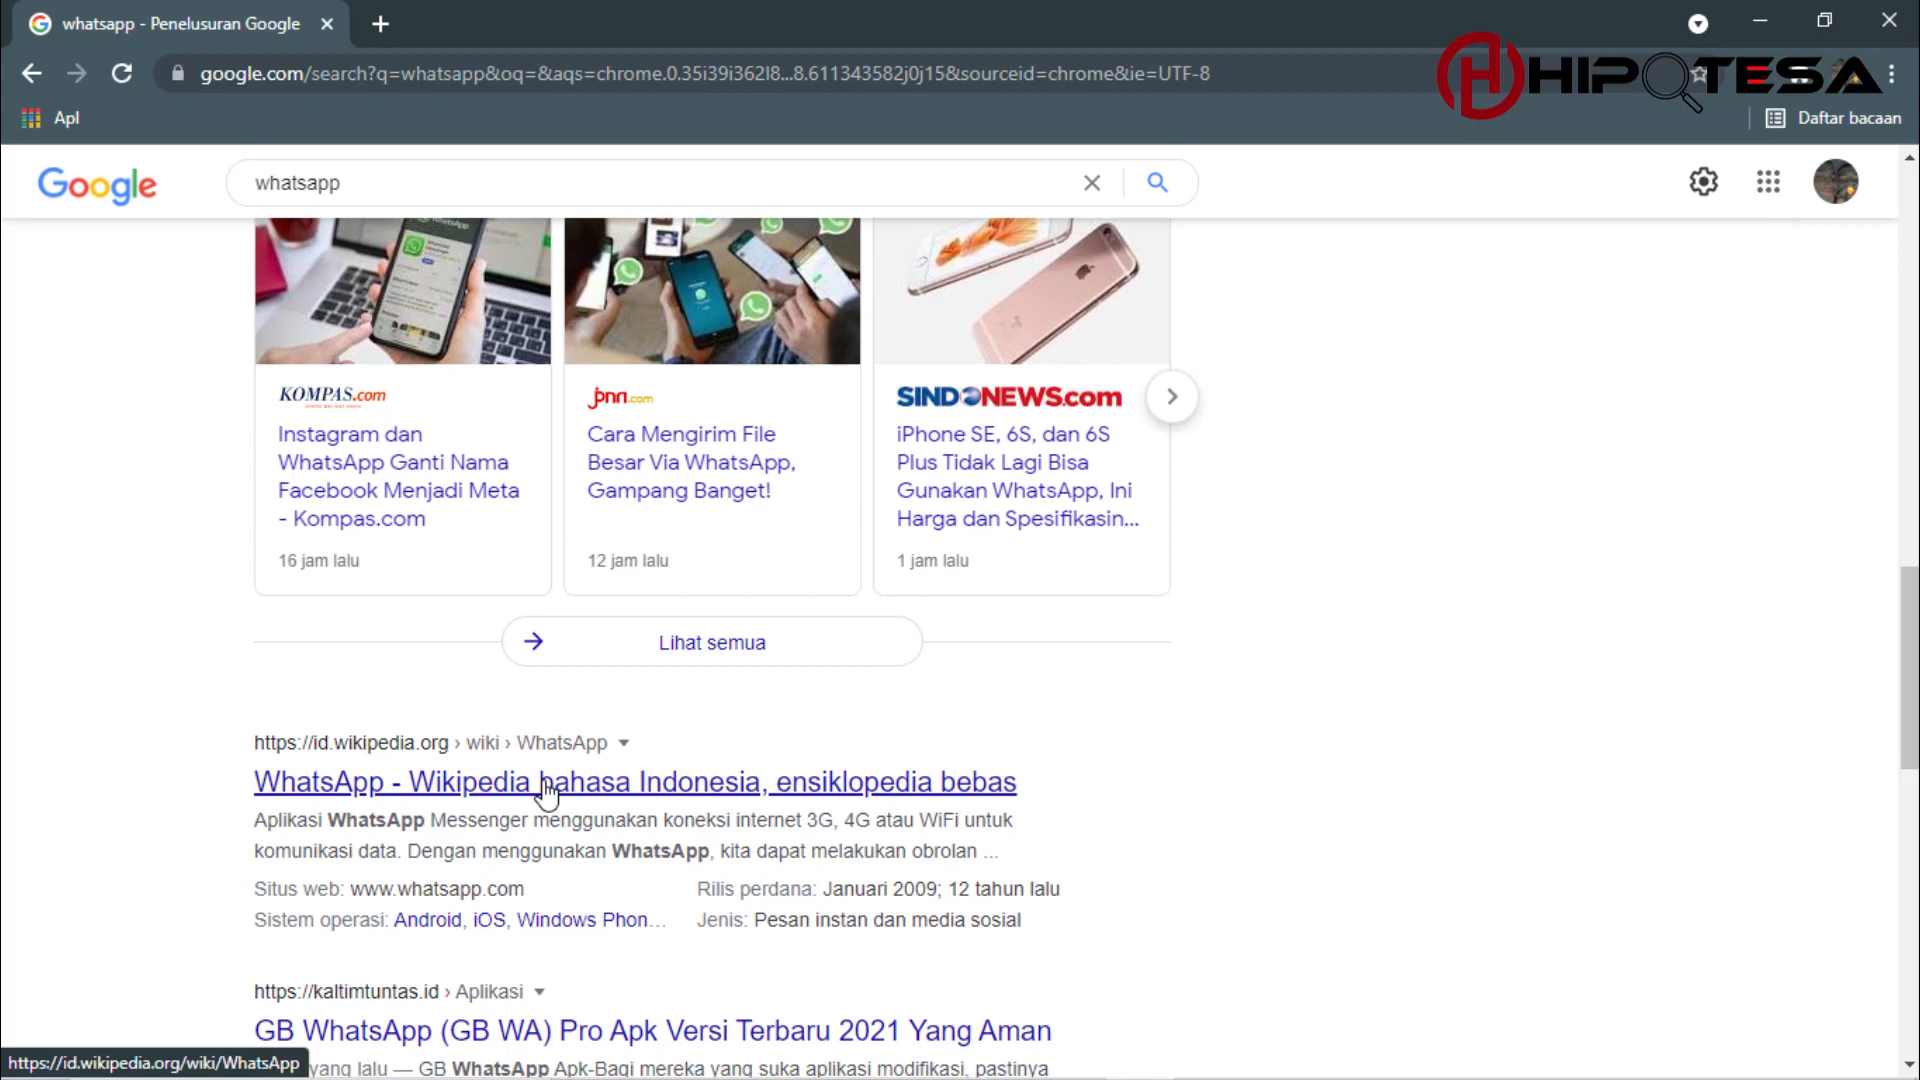 whatsapp - Penelusuran Google
google.com/search?q=whatsapp&oq=&aqs=chrome.0.35i39i362l8...8.611343582j0j15&sourceid=chrome&ie=UTF-8
HIPOTESA
Apl
Daftar bacaan
Google
whatsapp
KOMPAS.com
Instagram dan
WhatsApp Ganti Nama
Facebook Menjadi Meta
- Kompas.com
16 jam lalu
jpnn.com
Cara Mengirim File
Besar Via WhatsApp,
Gampang Banget!
12 jam lalu
SINDONEWS.com
iPhone SE, 6S, dan 6S
Plus Tidak Lagi Bisa
Gunakan WhatsApp, Ini
Harga dan Spesifikasin...
1 jam lalu
Lihat semua
https://id.wikipedia.org › wiki › WhatsApp
WhatsApp - Wikipedia bahasa Indonesia, ensiklopedia bebas
Aplikasi WhatsApp Messenger menggunakan koneksi internet 3G, 4G atau WiFi untuk
komunikasi data. Dengan menggunakan WhatsApp, kita dapat melakukan obrolan ...
Situs web: www.whatsapp.com
Rilis perdana: Januari 2009; 12 tahun lalu
Sistem operasi: Android, iOS, Windows Phon...
Jenis: Pesan instan dan media sosial
https://kaltimtuntas.id › Aplikasi
GB WhatsApp (GB WA) Pro Apk Versi Terbaru 2021 Yang Aman
yang lalu — GB WhatsApp Apk-Bagi mereka yang suka aplikasi modifikasi, pastinya
https://id.wikipedia.org/wiki/WhatsApp